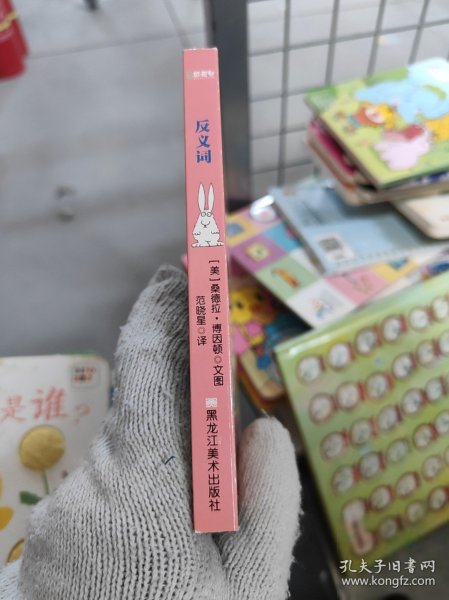 反义词
[美]桑德拉·博因顿◎文图
范晓星◎译
黑龙江美术出版社
是谁?
孔夫子旧书网
www.kongfz.com